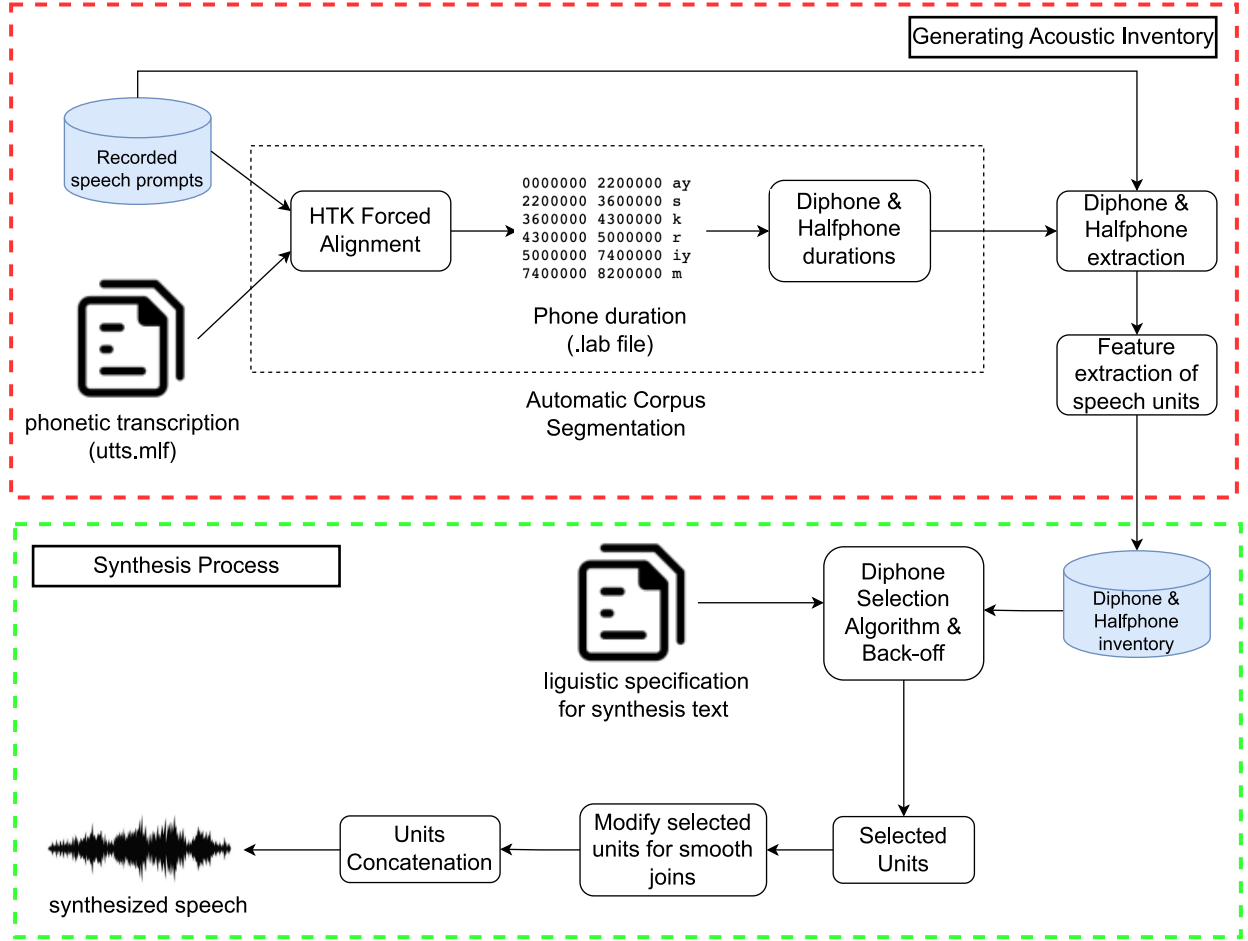 Generating Acoustic Inventory
Recorded
speech prompts
HTK Forced
Alignment
0000000 2200000 ay
2200000 3600000 s
3600000 4300000 k
4300000 5000000 r
5000000 7400000 iy
7400000 8200000 m
Phone duration
(.lab file)
Diphone &
Halfphone
durations
Diphone &
Halfphone
extraction
phonetic transcription
(utts.mlf)
Automatic Corpus
Segmentation
Feature
extraction of
speech units
Synthesis Process
liguistic specification
for synthesis text
Diphone
Selection
Algorithm &
Back-off
Diphone &
Halfphone
inventory
Selected
Units
Modify selected
units for smooth
joins
Units
Concatenation
synthesized speech